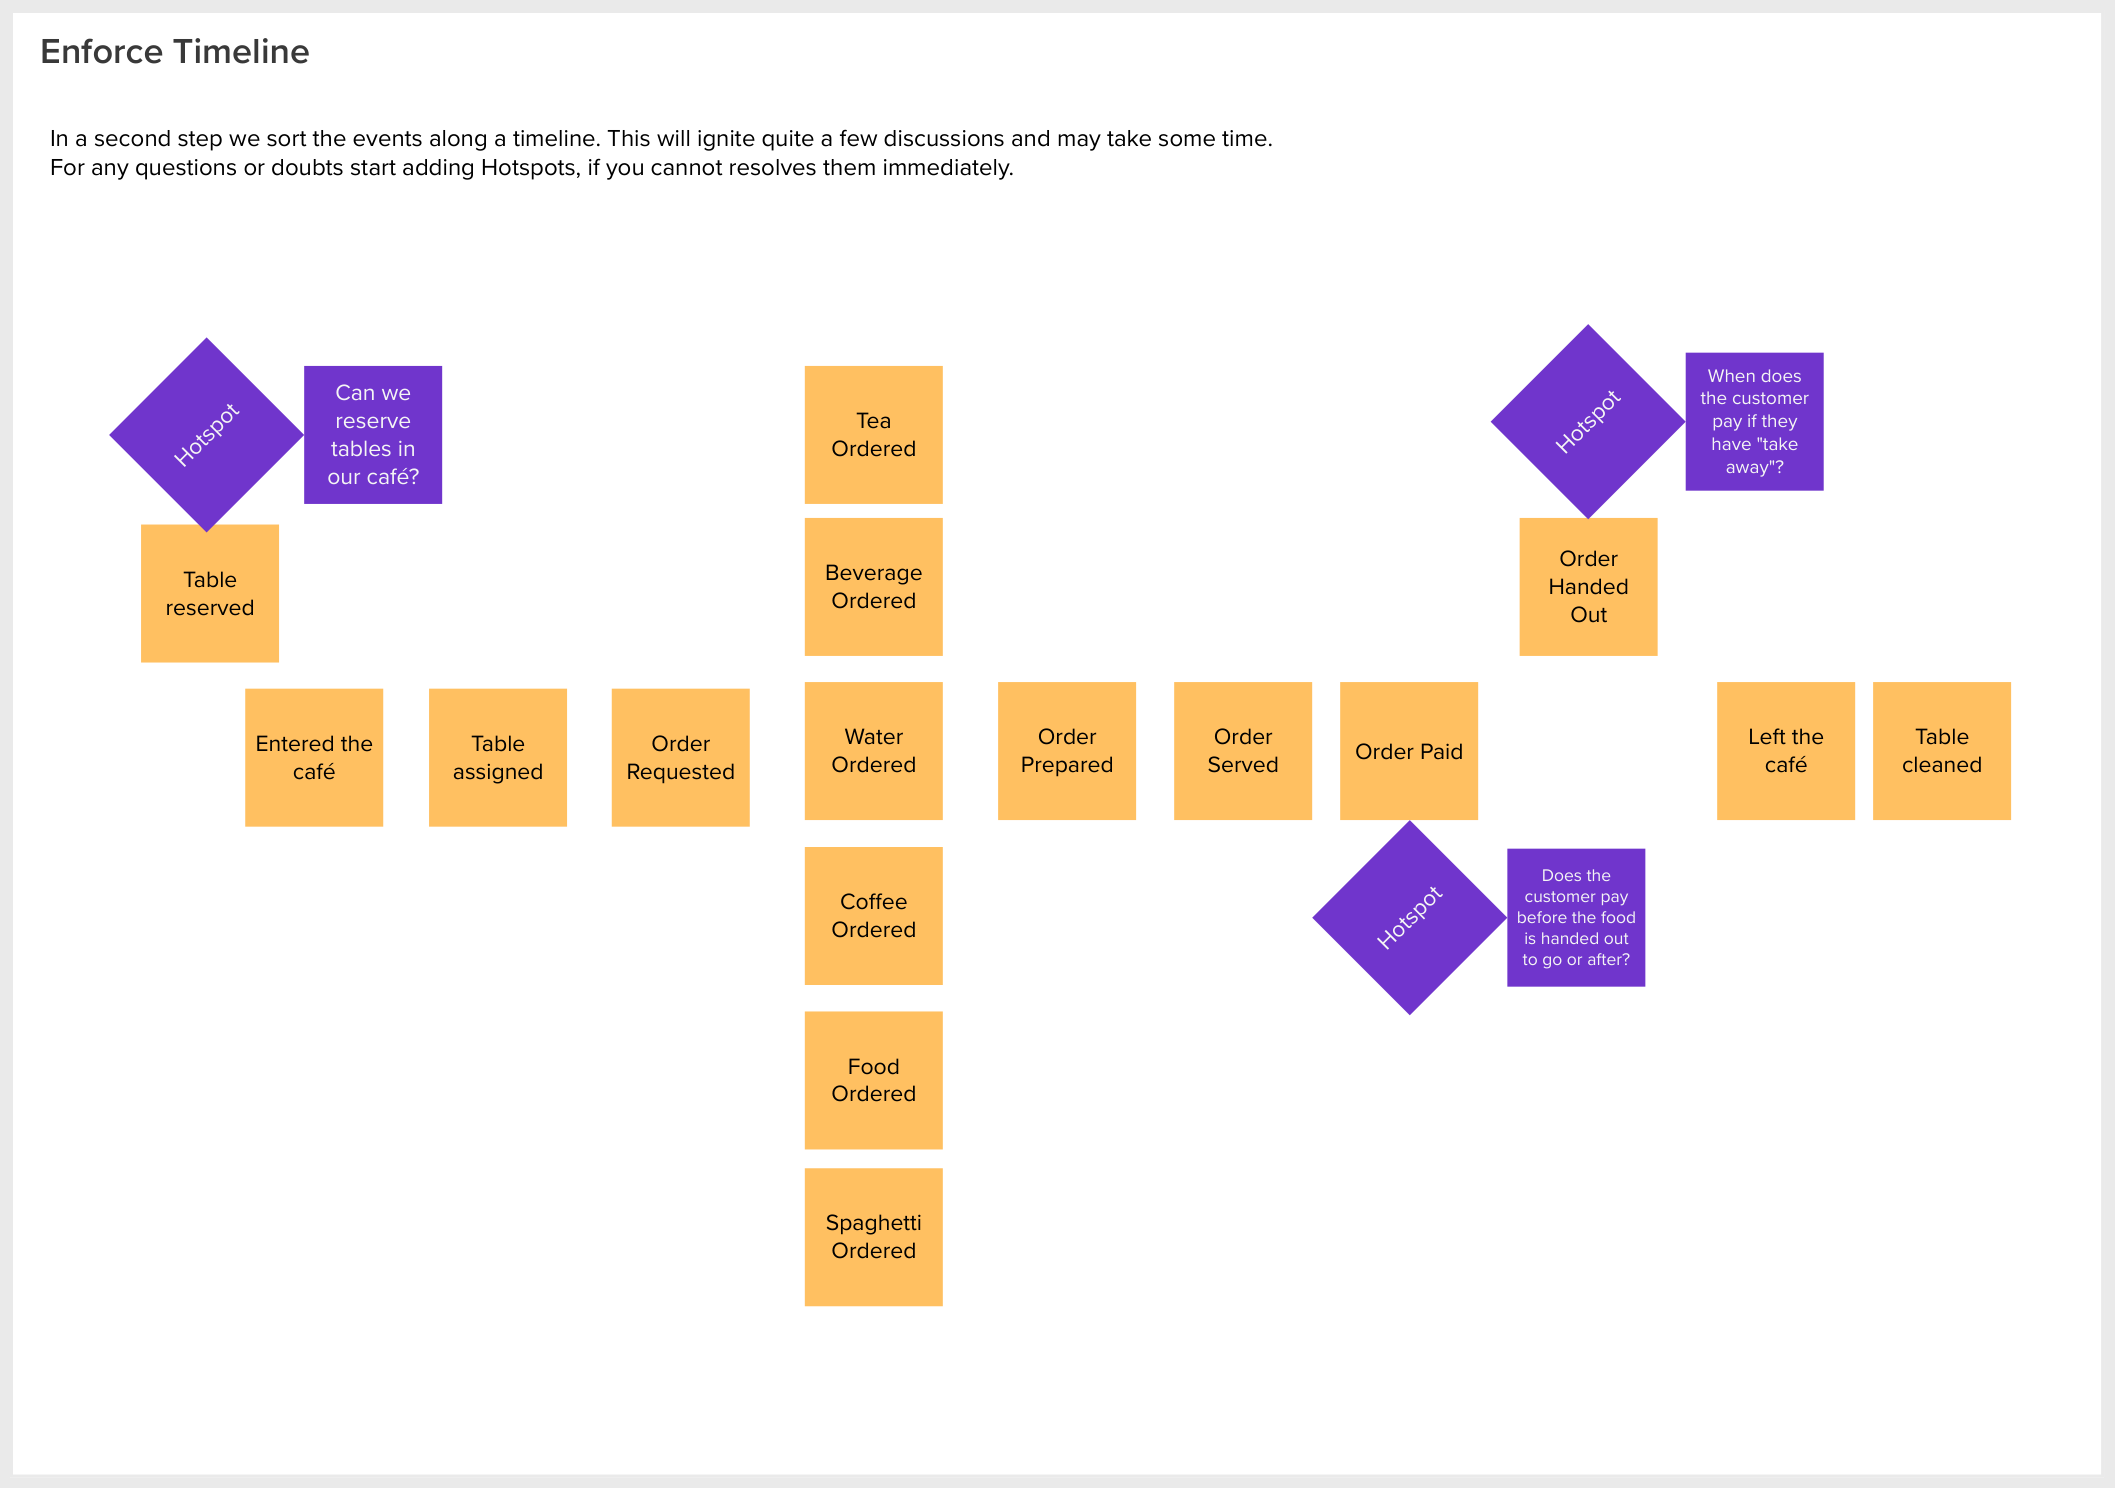 Enforce Timeline
In a second step we sort the events along a timeline. This will ignite quite a few discussions and may take some time.
For any questions or doubts start adding Hotspots, if you cannot resolves them immediately.
Hotspot
Can we
reserve
tables in
our café?
Table
reserved
Tea
Ordered
Beverage
Ordered
Hotspot
When does
the customer
pay if they
have "take
away"?
Order
Handed
Out
Entered the
café
Table
assigned
Order
Requested
Water
Ordered
Order
Prepared
Order
Served
Order Paid
Left the
café
Table
cleaned
Coffee
Ordered
Hotspot
Does the
customer pay
before the food
is handed out
to go or after?
Food
Ordered
Spaghetti
Ordered